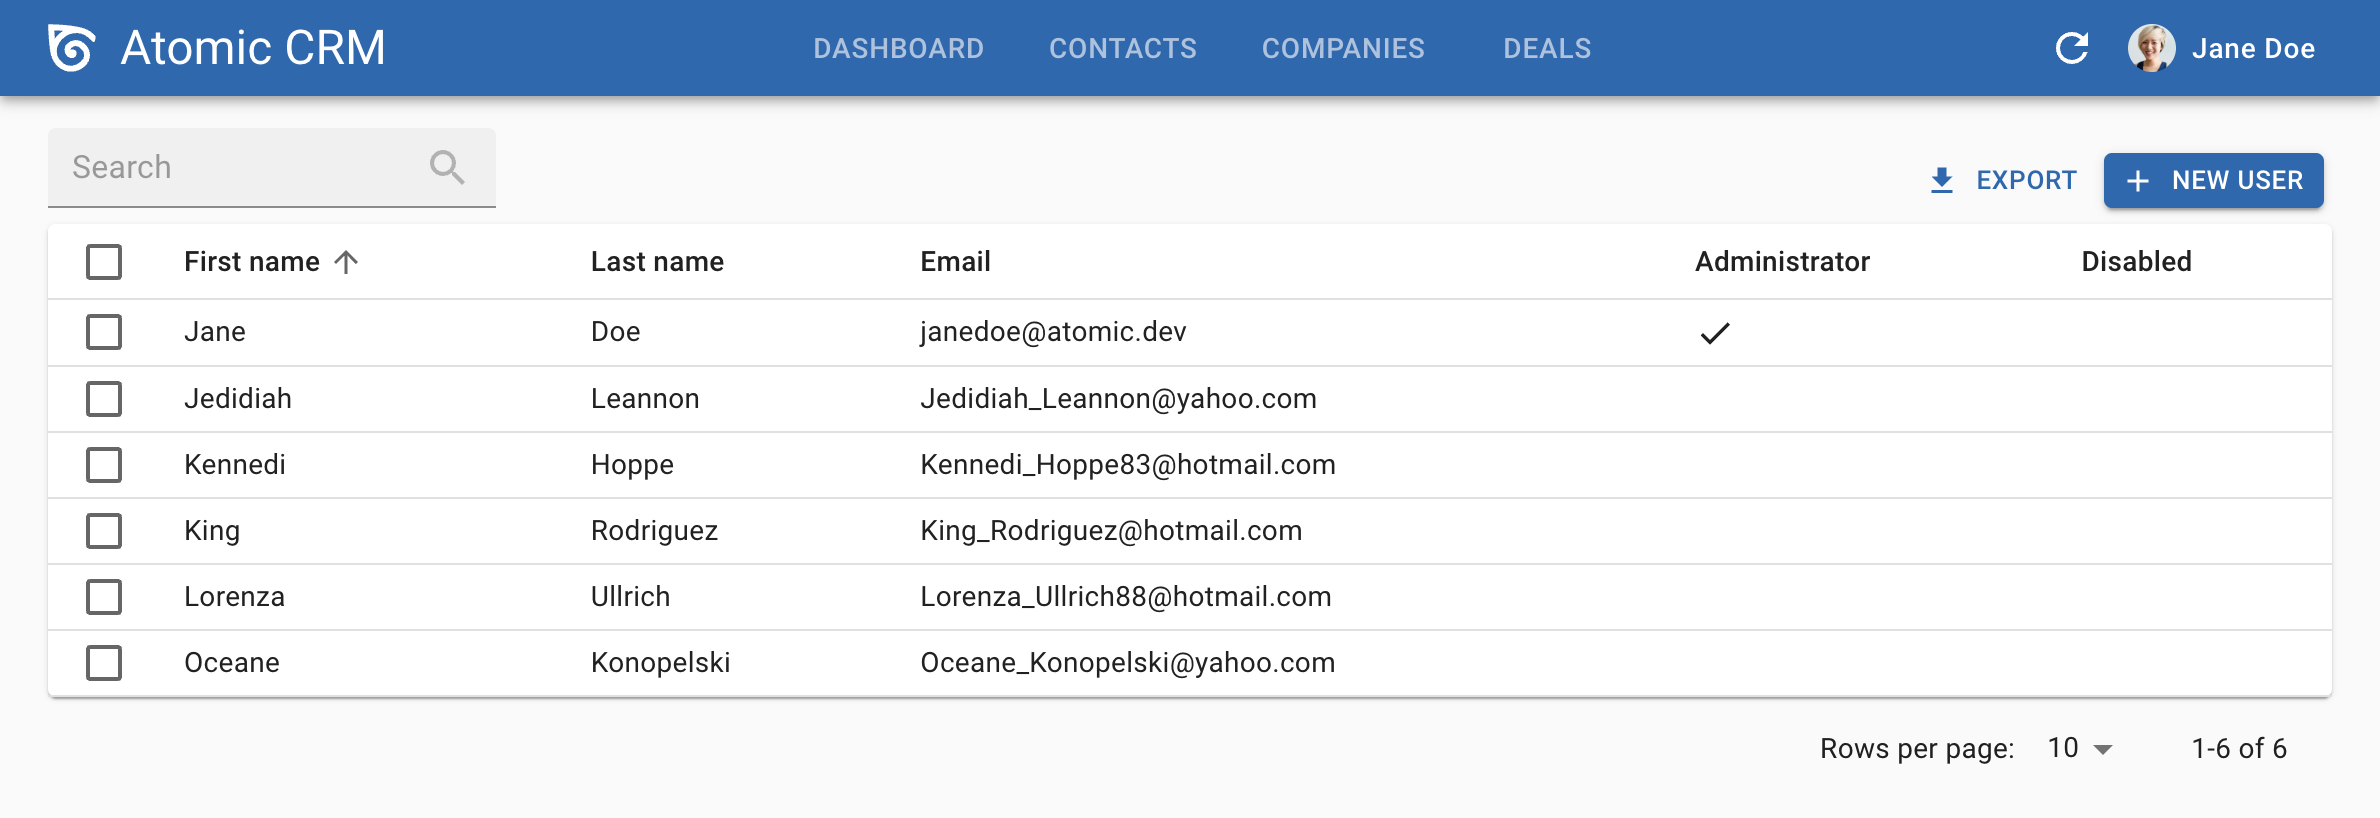 Atomic CRM DASHBOARD CONTACTS COMPANIES DEALS Jane Doe
Search
EXPORT NEW USER
First name Last name Email Administrator Disabled
Jane Doe janedoe@atomic.dev
Jedidiah Leannon Jedidiah_Leannon@yahoo.com
Kennedi Hoppe Kennedi_Hoppe83@hotmail.com
King Rodriguez King_Rodriguez@hotmail.com
Lorenza Ullrich Lorenza_Ullrich88@hotmail.com
Oceane Konopelski Oceane_Konopelski@yahoo.com
Rows per page: 10 1-6 of 6